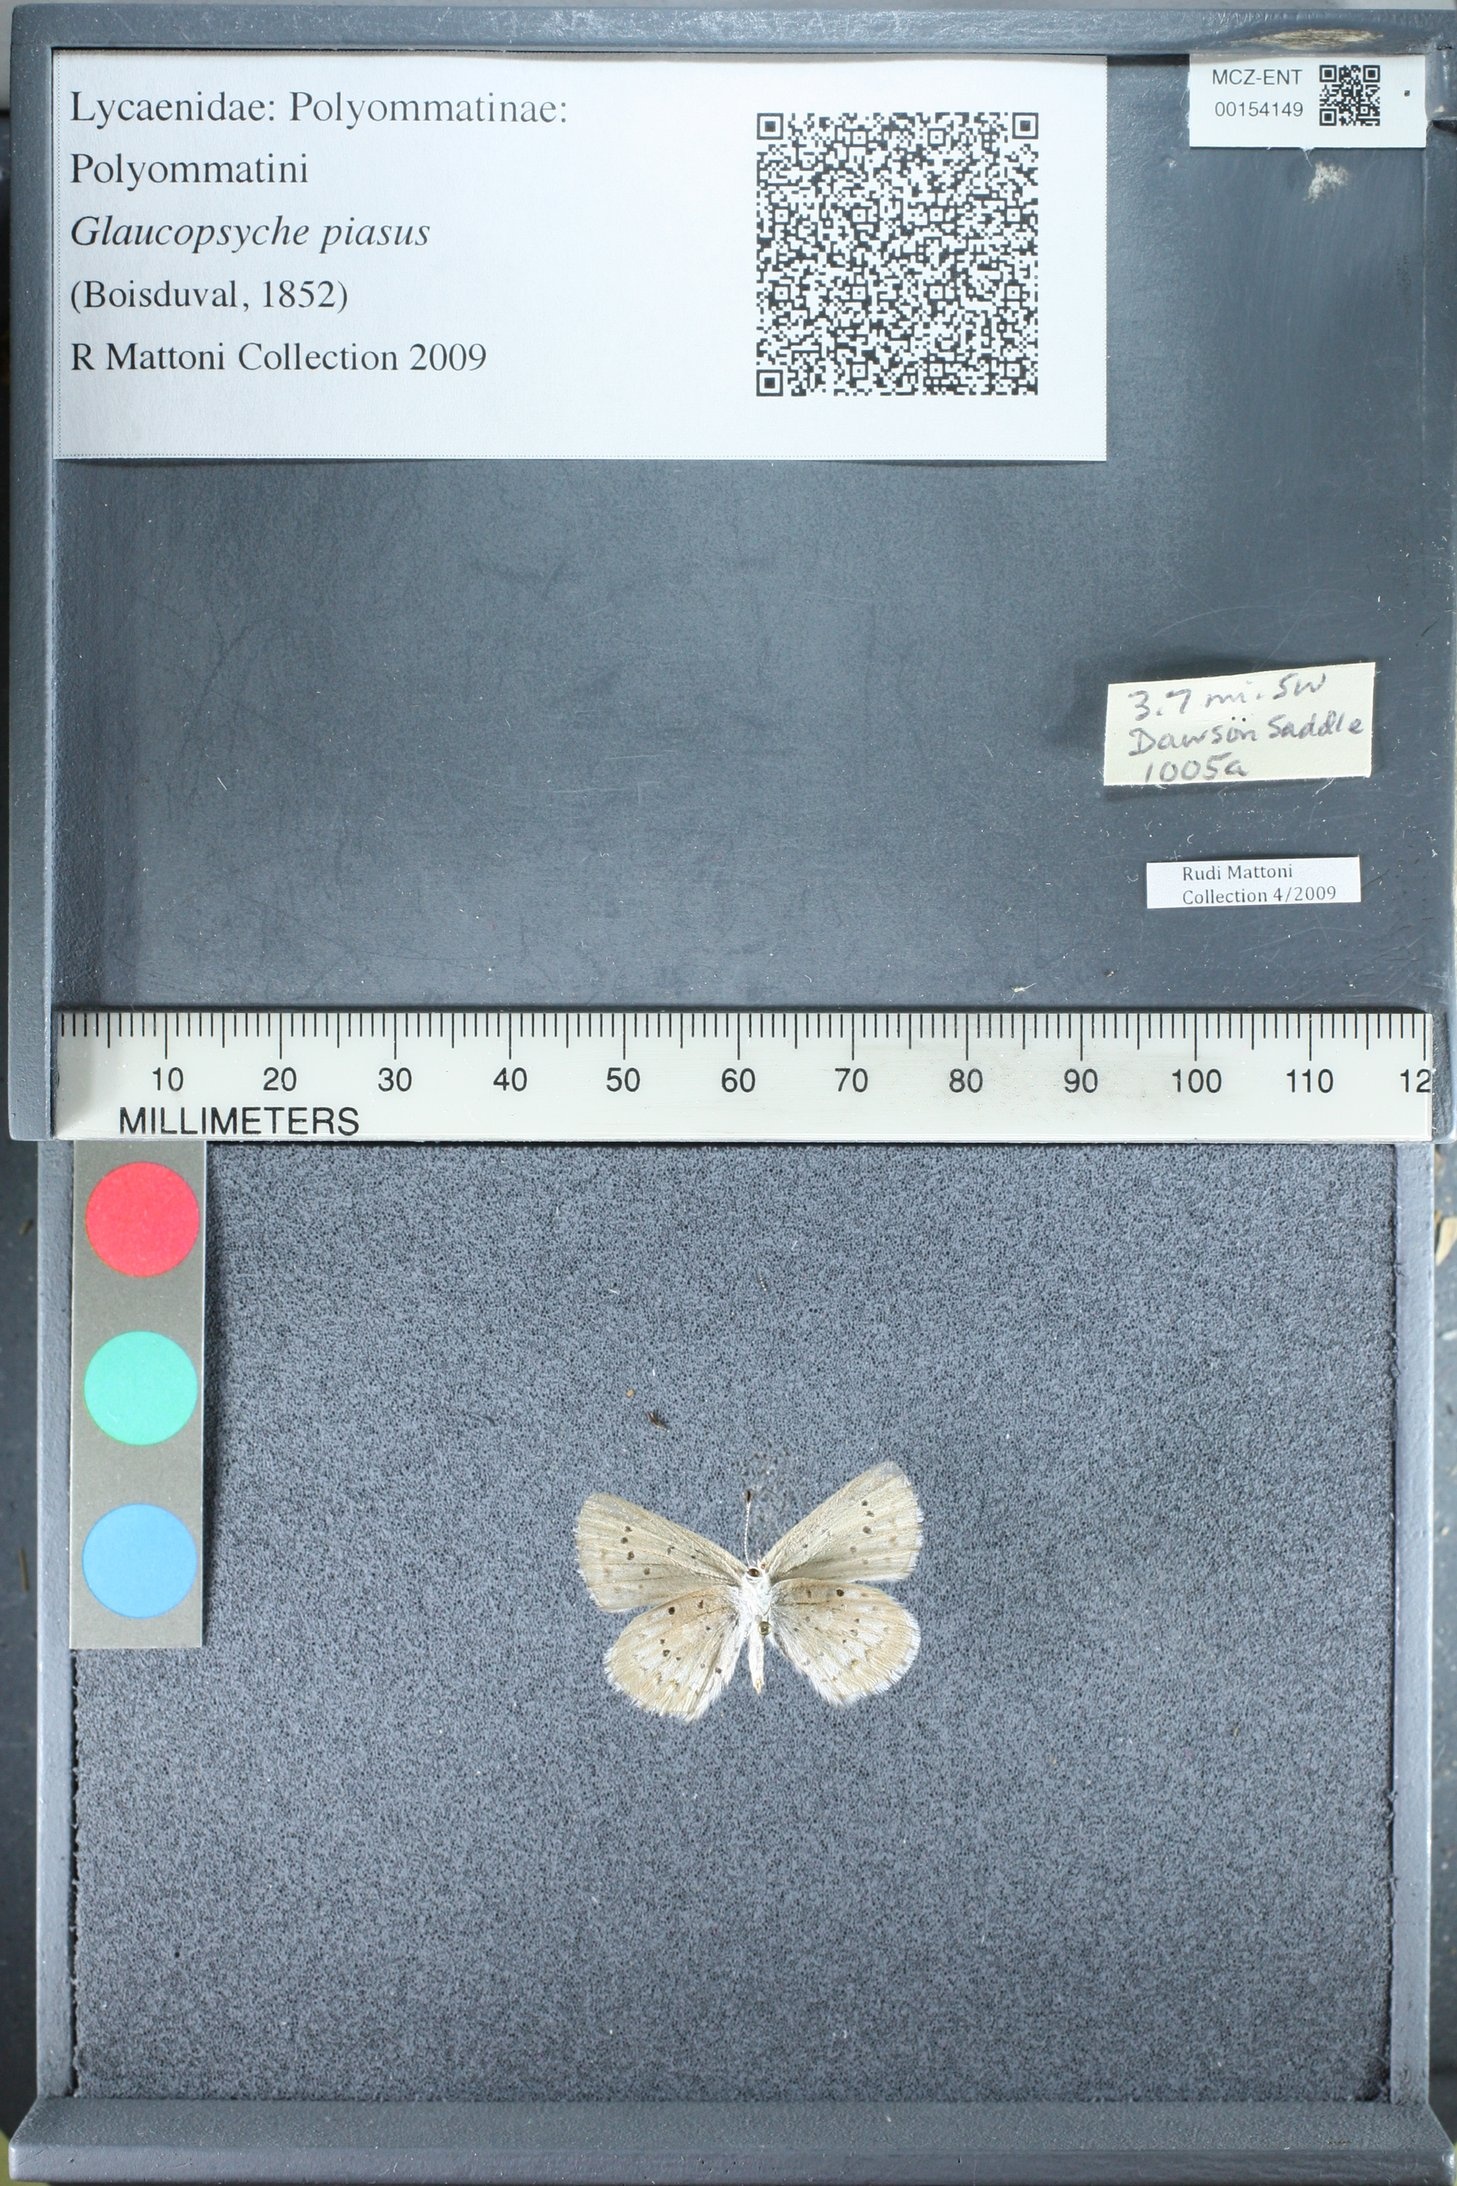 Lycaenidae: Polyommatinae:
Polyommatini
Glaucopsyche piasus
(Boisduval, 1852)
R Mattoni Collection 2009
MCZ-ENT
00154149
3.7 mi. SW
Dawson Saddle
1005a
Rudi Mattoni
Collection 4/2009
10 20 30 40 50 60 70 80 90 100 110 12
MILLIMETERS